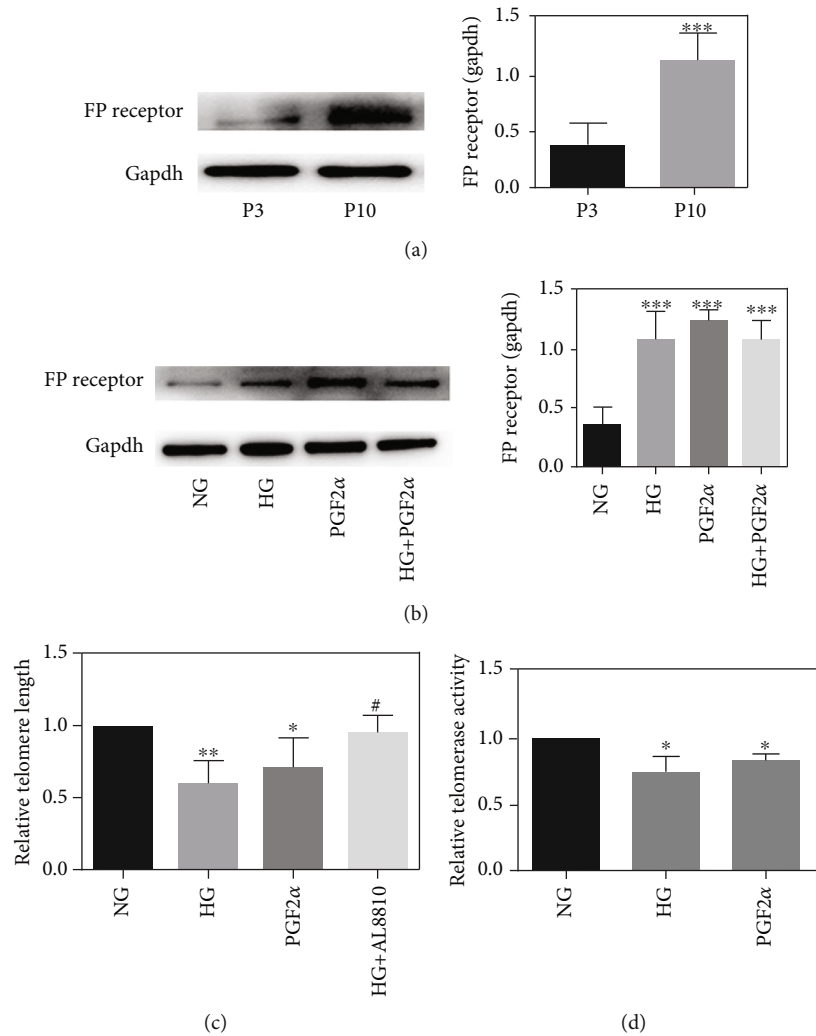 FP receptor
Gapdh
P3 P10
FP receptor (gapdh)
1.5
1.0
0.5
0.0
***
P3 P10
(a)
FP receptor
Gapdh
NG HG PGF2α HG+PGF2α
FP receptor (gapdh)
1.5
1.0
0.5
0.0
*** *** ***
NG HG PGF2α HG+PGF2α
(b)
Relative telomere length
1.5
1.0
0.5
0.0
** * #
NG HG PGF2α HG+AL8810
(c)
Relative telomerase activity
1.5
1.0
0.5
0.0
* *
NG HG PGF2α
(d)